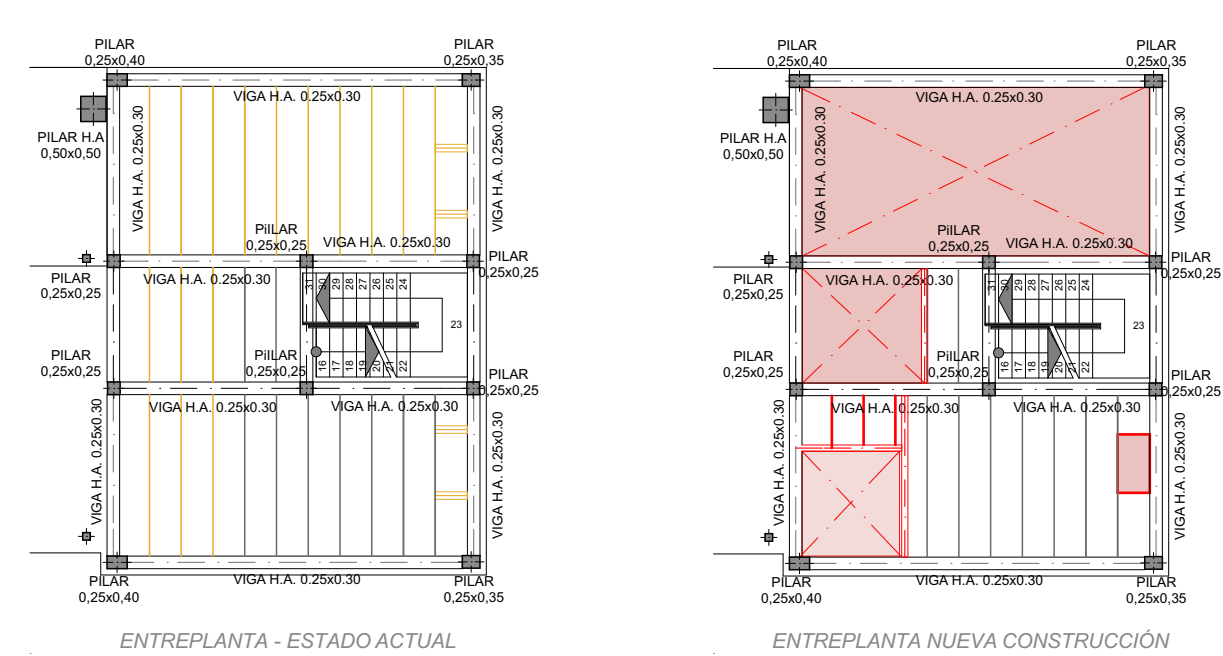 PILAR
0,25x0,40
PILAR
0,25x0,35
VIGA H.A. 0.25x0.30
PILAR H.A
0,50x0,50
VIGA H.A. 0.25x0.30
VIGA H.A. 0.25x0.30
PiILAR
0,25x0,25
VIGA H.A. 0.25x0.30
PILAR
0,25x0,25
PILAR
0,25x0,25
VIGA H.A. 0.25x0.30
31 30 29 28 27 26 25 24
23
16 17 18 19 20 21 22
PILAR
0,25x0,25
PiILAR
0,25x0,25
PILAR
0,25x0,25
VIGA H.A. 0.25x0.30
VIGA H.A. 0.25x0.30
VIGA H.A. 0.25x0.30
VIGA H.A. 0.25x0.30
VIGA H.A. 0.25x0.30
PILAR
0,25x0,40
PILAR
0,25x0,35
ENTREPLANTA - ESTADO ACTUAL
PILAR
0,25x0,40
PILAR
0,25x0,35
VIGA H.A. 0.25x0.30
PILAR H.A
0,50x0,50
VIGA H.A. 0.25x0.30
VIGA H.A. 0.25x0.30
PiILAR
0,25x0,25
VIGA H.A. 0.25x0.30
PILAR
0,25x0,25
PILAR
0,25x0,25
VIGA H.A. 0.25x0.30
31 30 29 28 27 26 25 24
23
16 17 18 19 20 21 22
PILAR
0,25x0,25
PiILAR
0,25x0,25
PILAR
0,25x0,25
VIGA H.A. 0.25x0.30
VIGA H.A. 0.25x0.30
VIGA H.A. 0.25x0.30
VIGA H.A. 0.25x0.30
VIGA H.A. 0.25x0.30
PILAR
0,25x0,40
PILAR
0,25x0,35
ENTREPLANTA NUEVA CONSTRUCCIÓN